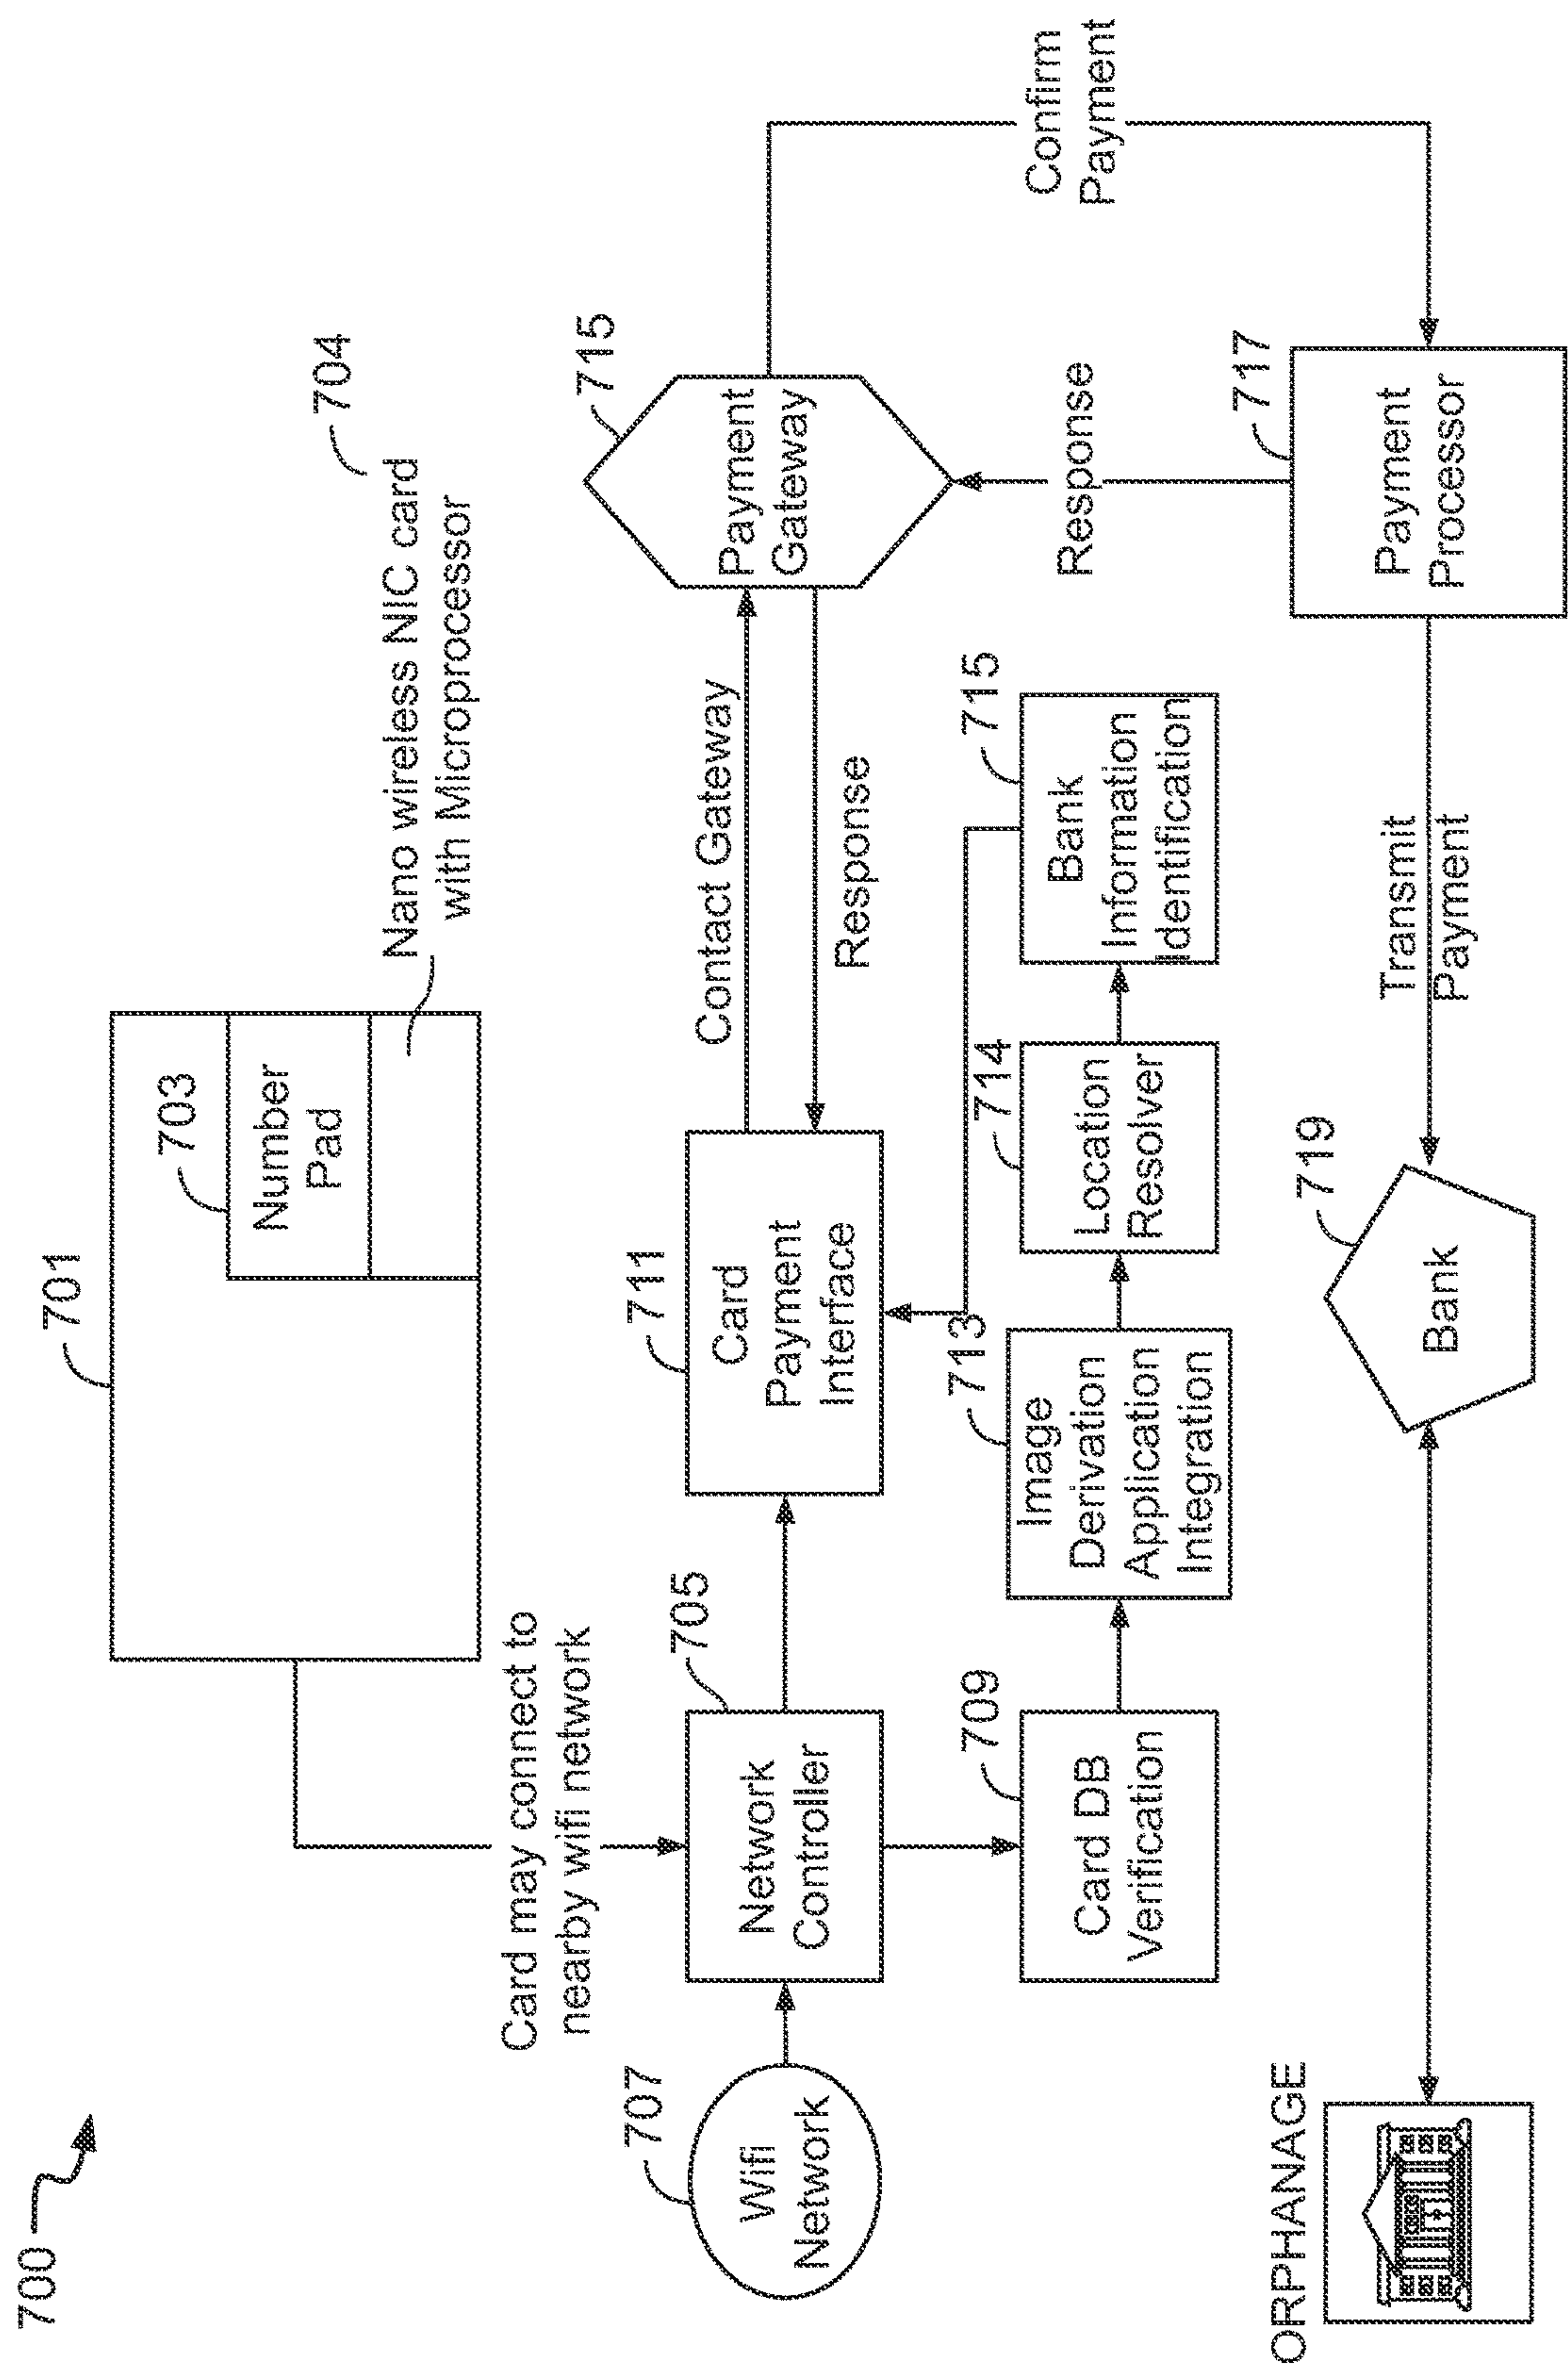 700
701
703
Number
Pad
704
Nano wireless NIC card
with Microprocessor
Card may connect to
nearby wifi network
707
Wifi
Network
705
Network
Controller
711
Card
Payment
Interface
Contact Gateway
Response
715
Payment
Gateway
Confirm
Payment
709
Card DB
Verification
713
Image
Derivation
Application
Integration
714
Location
Resolver
715
Bank
Information
Identification
Response
717
Payment
Processor
Transmit
Payment
719
Bank
ORPHANAGE